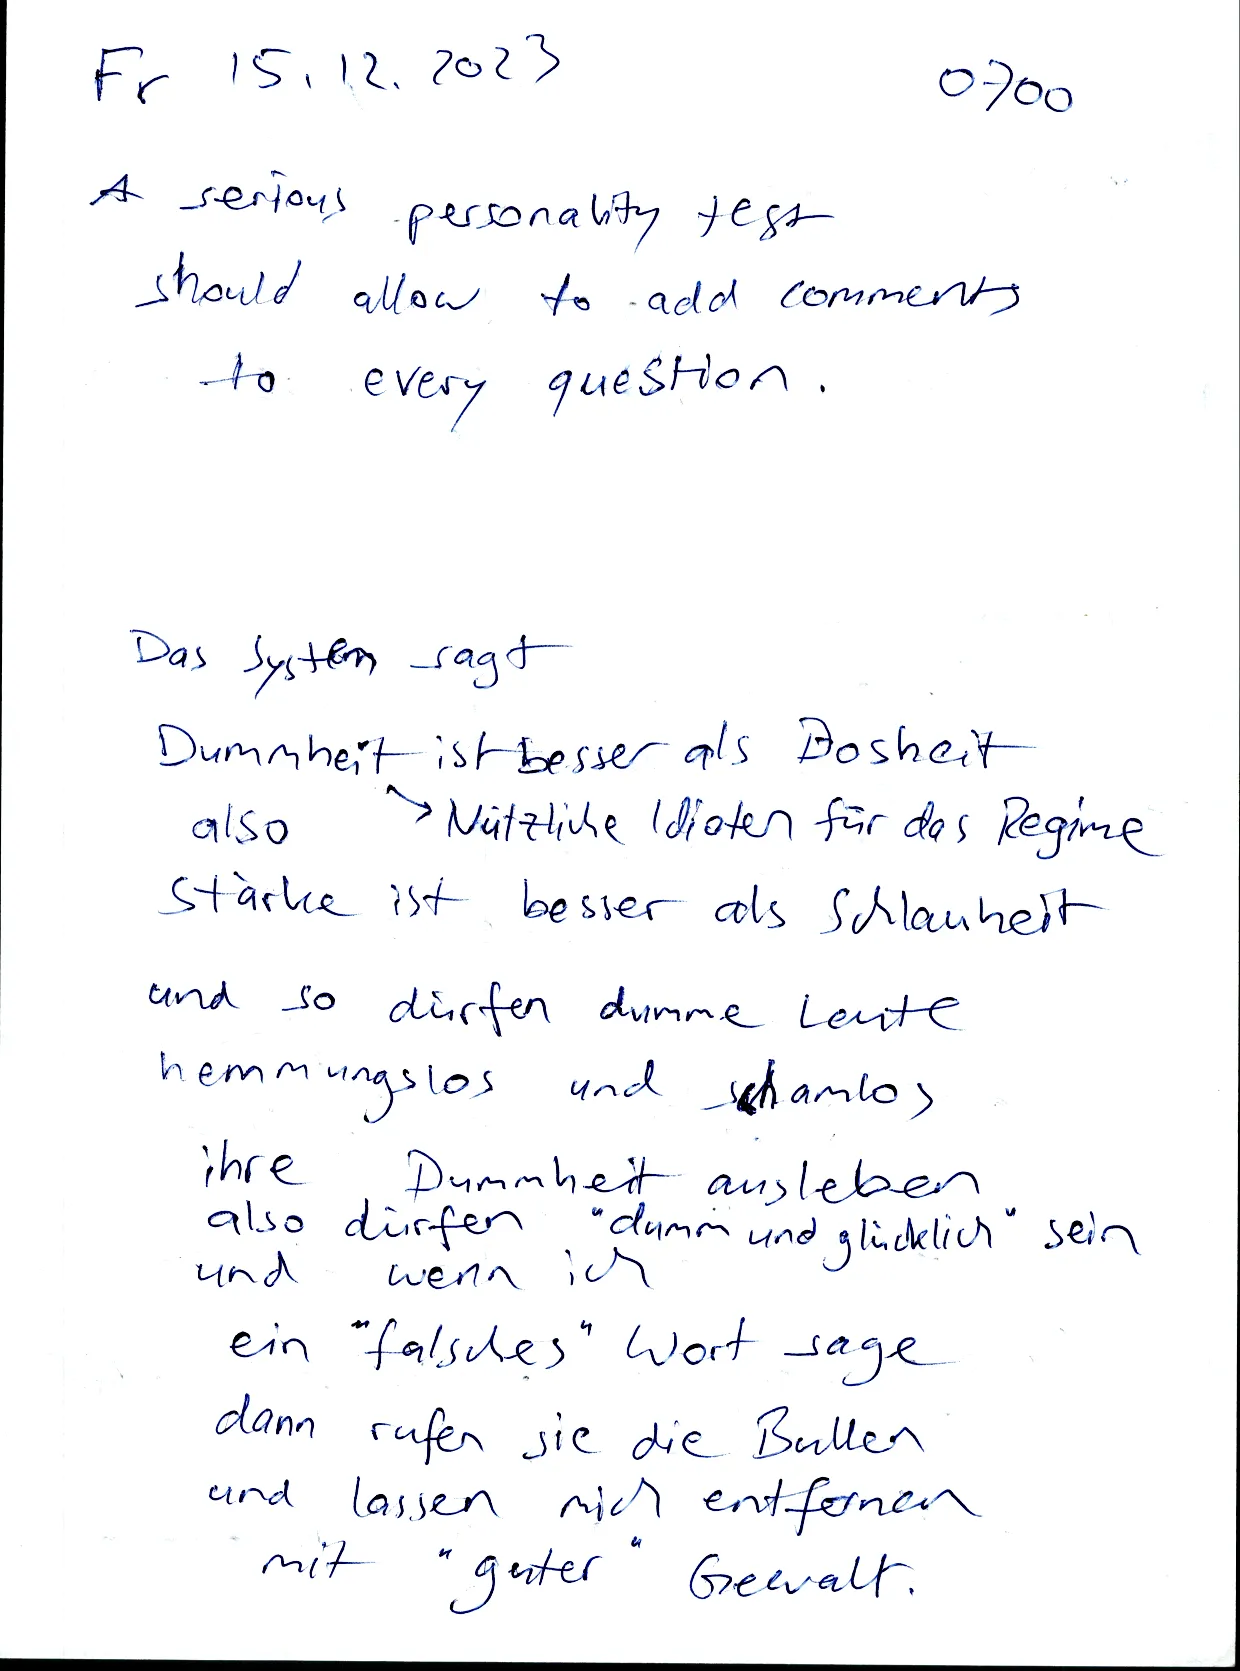 Fr 15.12.2023 0700
A serious personality test
should allow to add comments
to every question.
Das System sagt
Dummheit ist besser als Bosheit
also → Nützliche Idioten für das Regime
Stärke ist besser als Schlauheit
und so dürfen dumme Leute
hemmungslos und schamlos
ihre Dummheit ausleben
also dürfen "dumm und glücklich" sein
und wenn ich
ein "falsches" Wort sage
dann rufen sie die Bullen
und lassen mich entfernen
mit "guter" Gewalt.